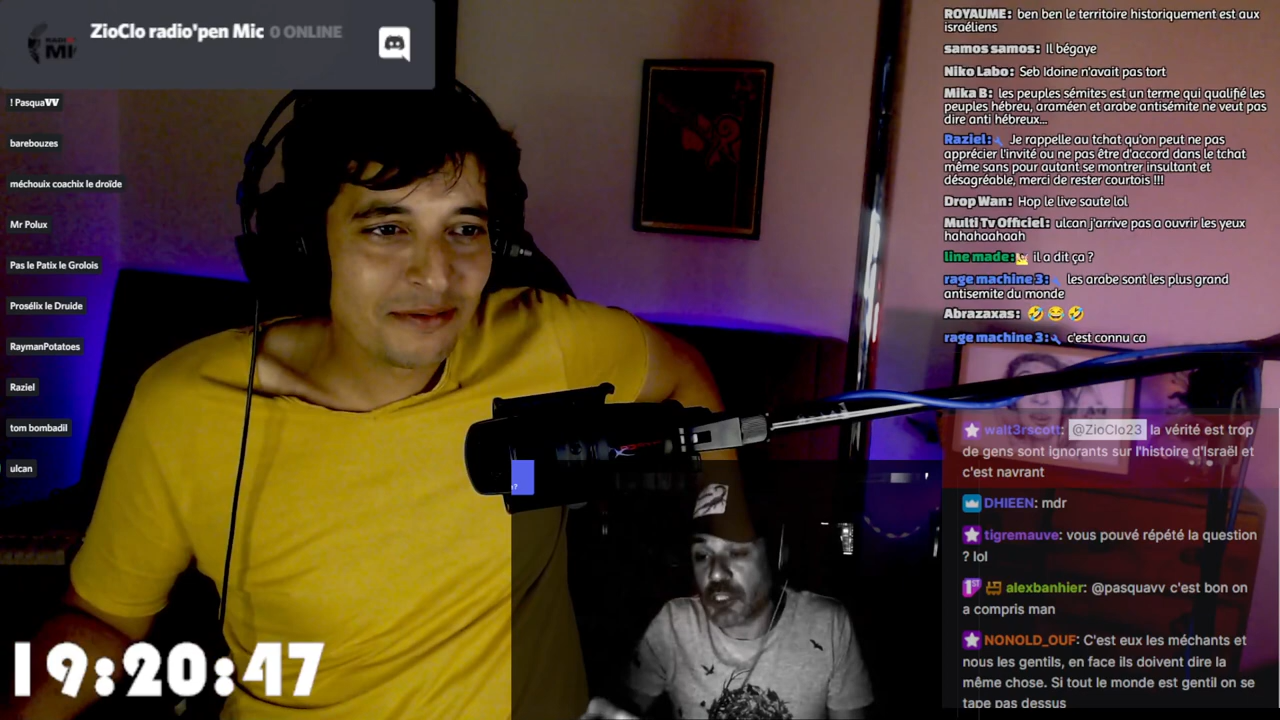 ZioClo radio'pen Mic 0 ONLINE
! PasquaVV
barebouzes
méchouix coachix le droïde
Mr Polux
Pas le Patix le Grolois
Prosélix le Druide
RaymanPotatoes
Raziel
tom bombadil
ulcan
19:20:47
ROYAUME: ben ben le territoire historiquement est aux
israéliens
samos samos: Il bégaye
Niko Labo: Seb Idoine n'avait pas tort
Mika B: les peuples sémites est un terme qui qualifié les
peuples hébreu, araméen et arabe antisémite ne veut pas
dire anti hébreux...
Raziel: Je rappelle au tchat qu'on peut ne pas
apprécier l'invité ou ne pas être d'accord dans le tchat
même sans pour autant se montrer insultant et
désagréable, merci de rester courtois !!!
Drop Wan: Hop le live saute lol
Multi Tv Officiel: ulcan j'arrive pas a ouvrir les yeux
hahahaahaah
line made: il a dit ça ?
rage machine 3: les arabe sont les plus grand
antisemite du monde
Abrazaxas: 🤣 😂 🤣
rage machine 3: c'est connu ca
walt3rscott: @ZioClo23 la vérité est trop
de gens sont ignorants sur l'histoire d'Israël et
c'est navrant
DHIEEN: mdr
tigremauve: vous pouvé répété la question
? lol
alexbanhier: @pasquavv c'est bon on
a compris man
NONOLD_OUF: C'est eux les méchants et
nous les gentils, en face ils doivent dire la
même chose. Si tout le monde est gentil on se
tape pas dessus